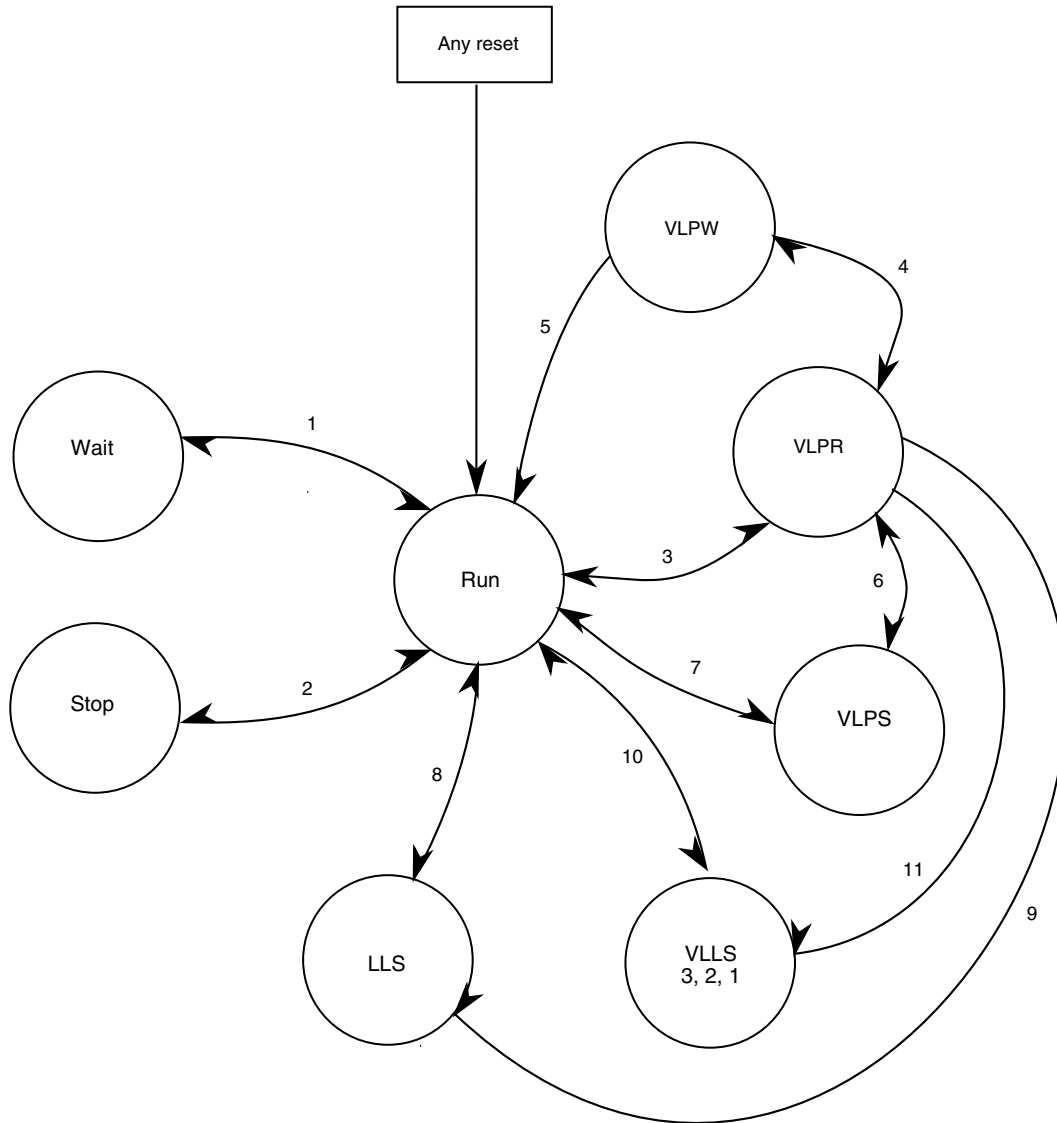 Any reset
VLPW
4
5
Wait
1
VLPR
3
Run
6
Stop
2
7
VLPS
10
8
11
9
LLS
VLLS
3, 2, 1